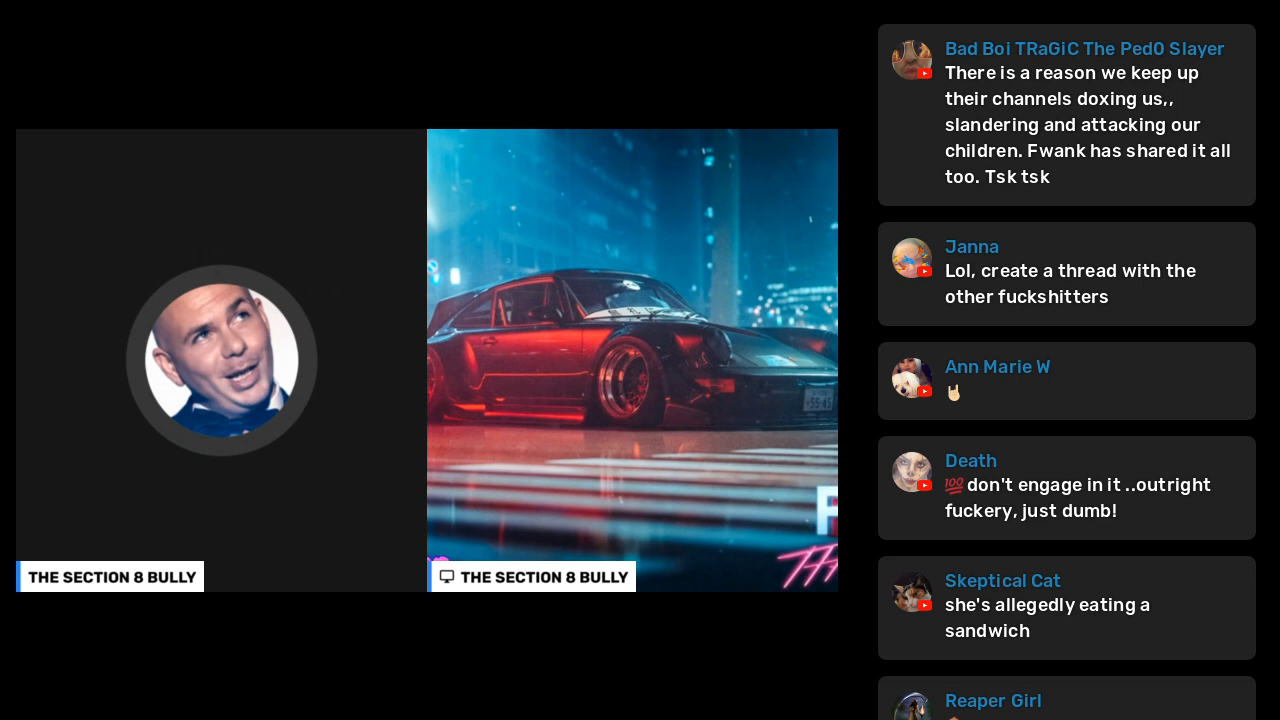 Bad Boi TRaGiC The Ped0 Slayer
There is a reason we keep up
their channels doxing us,,
slandering and attacking our
children. Fwank has shared it all
too. Tsk tsk
Janna
Lol, create a thread with the
other fuckshitters
Ann Marie W
🤘🏻
Death
💯 don't engage in it ..outright
fuckery, just dumb!
Skeptical Cat
she's allegedly eating a
sandwich
Reaper Girl
THE SECTION 8 BULLY
THE SECTION 8 BULLY